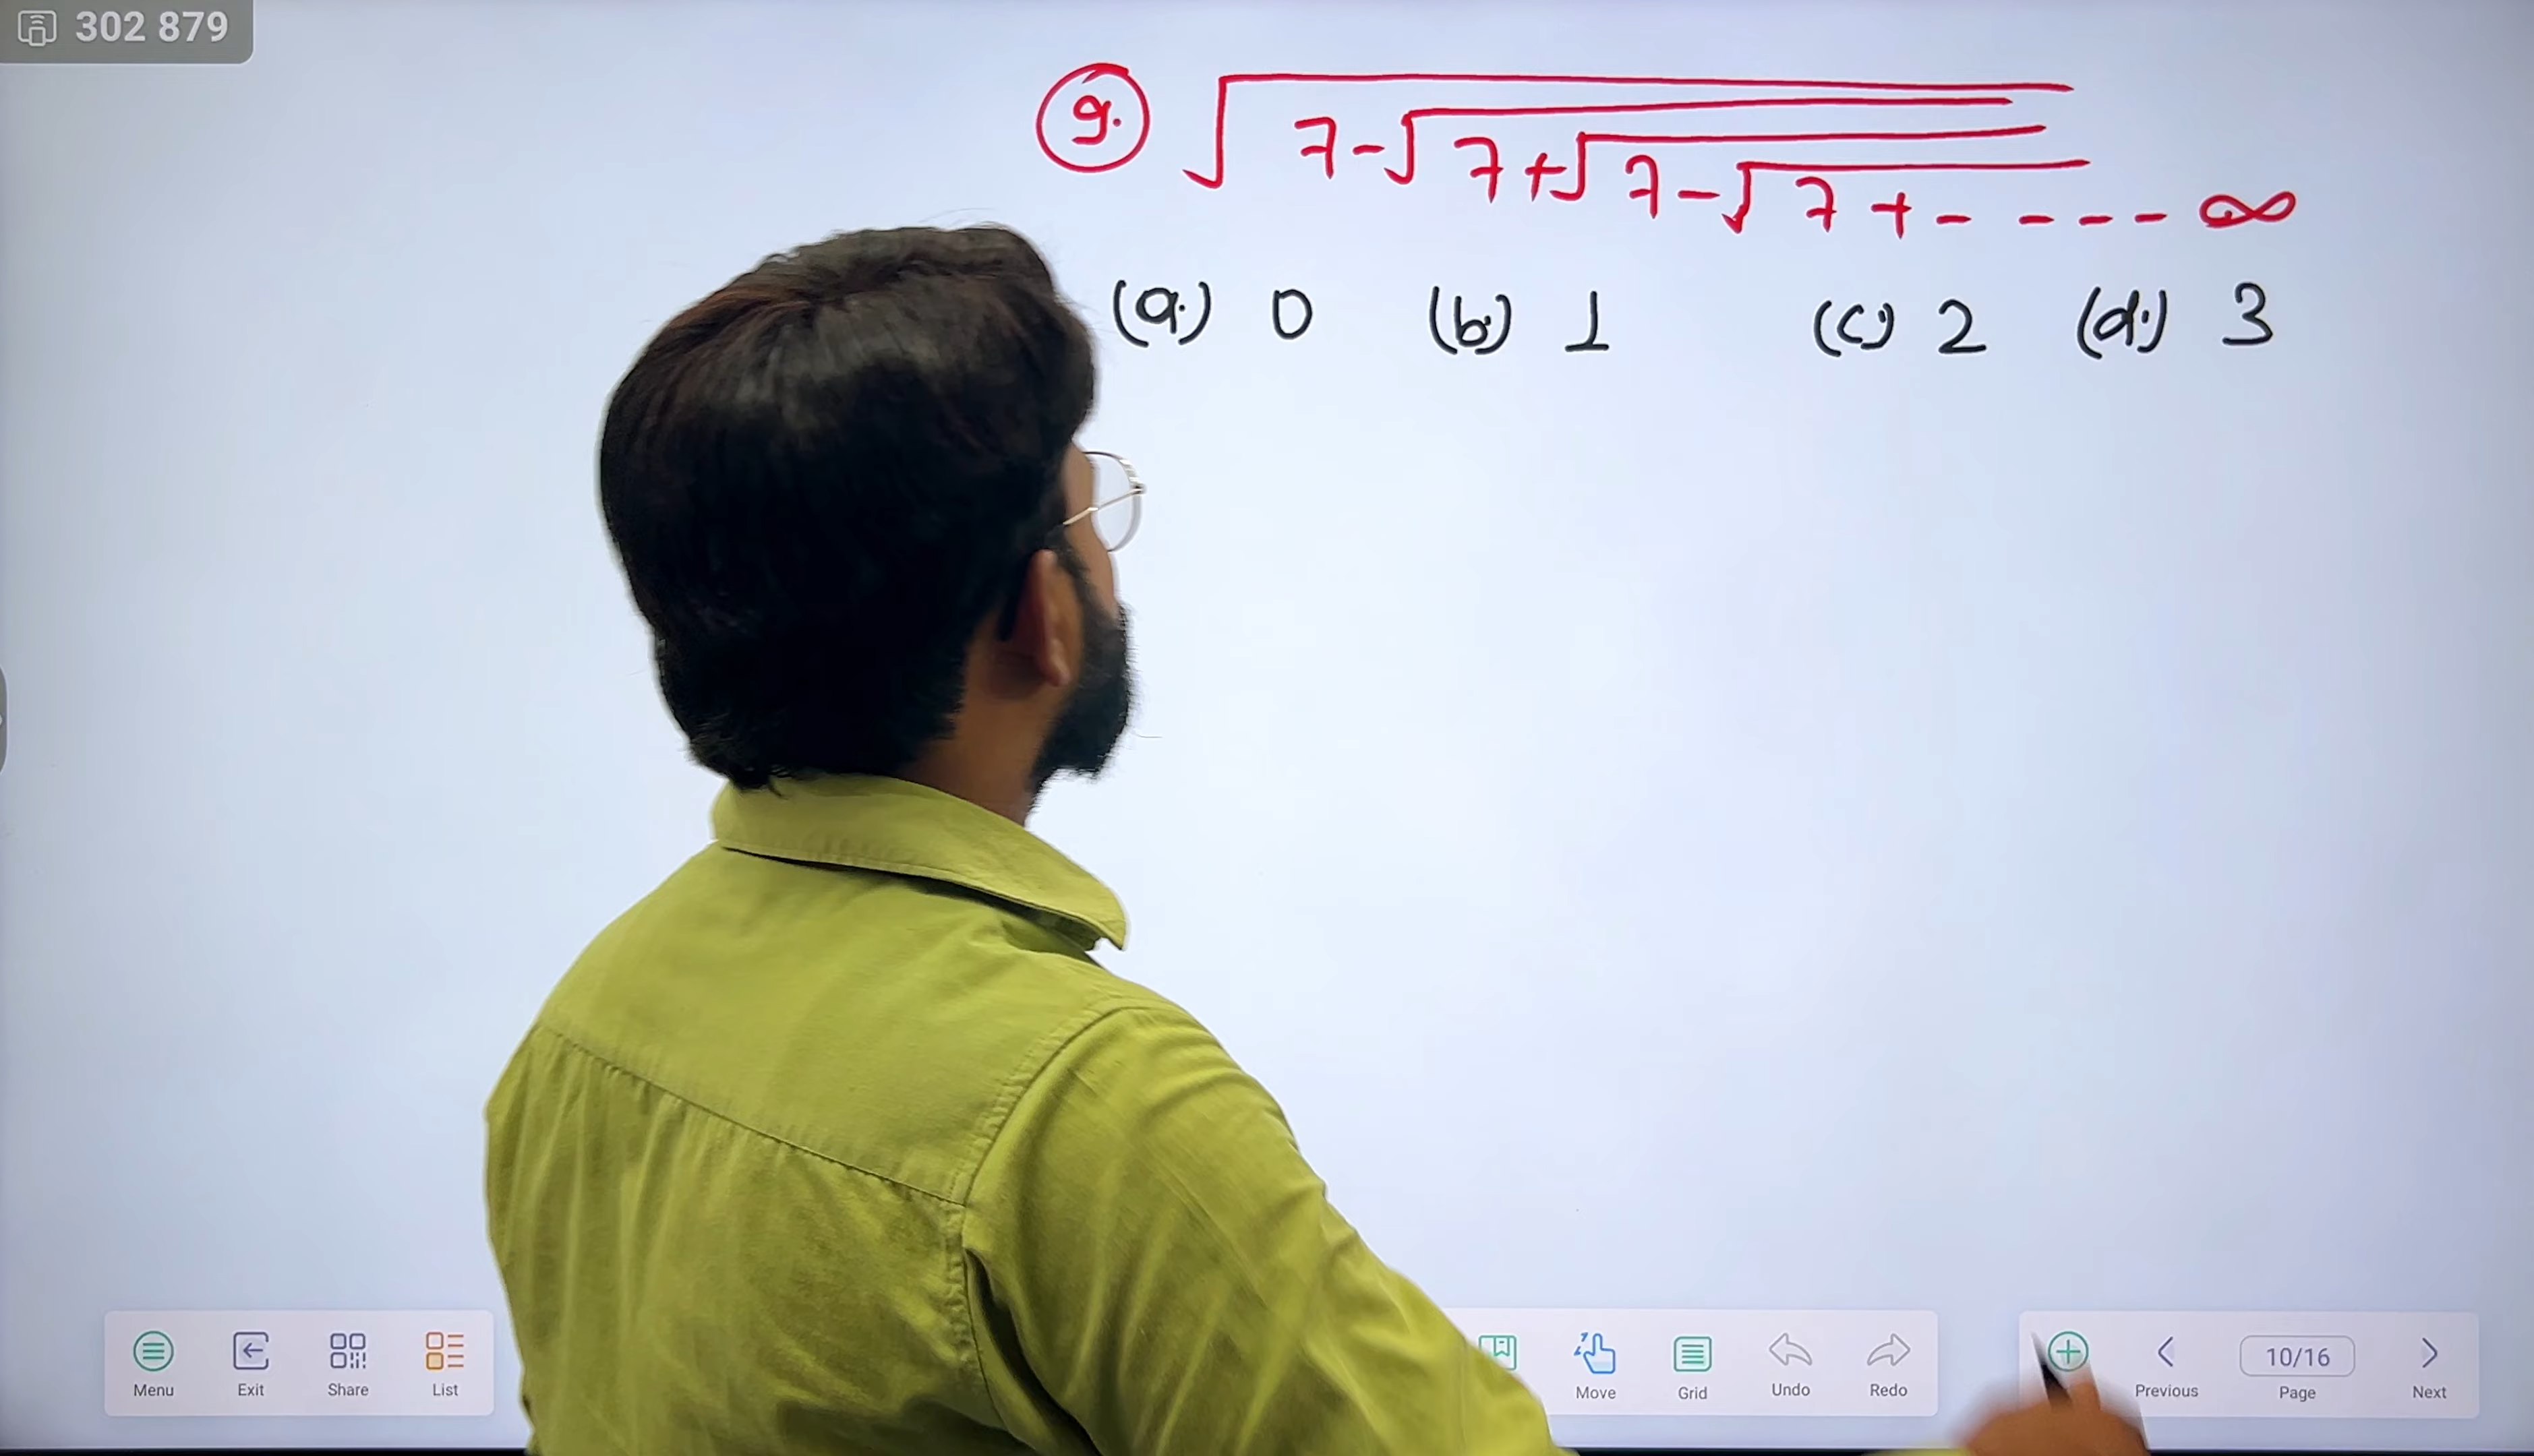 302 879
9. √7-√7+√7-√7+- - - - ∞
(a.) 0 (b.) 1 (c.) 2 (d.) 3
Menu Exit Share List Move Grid Undo Redo Previous 10/16 Page Next